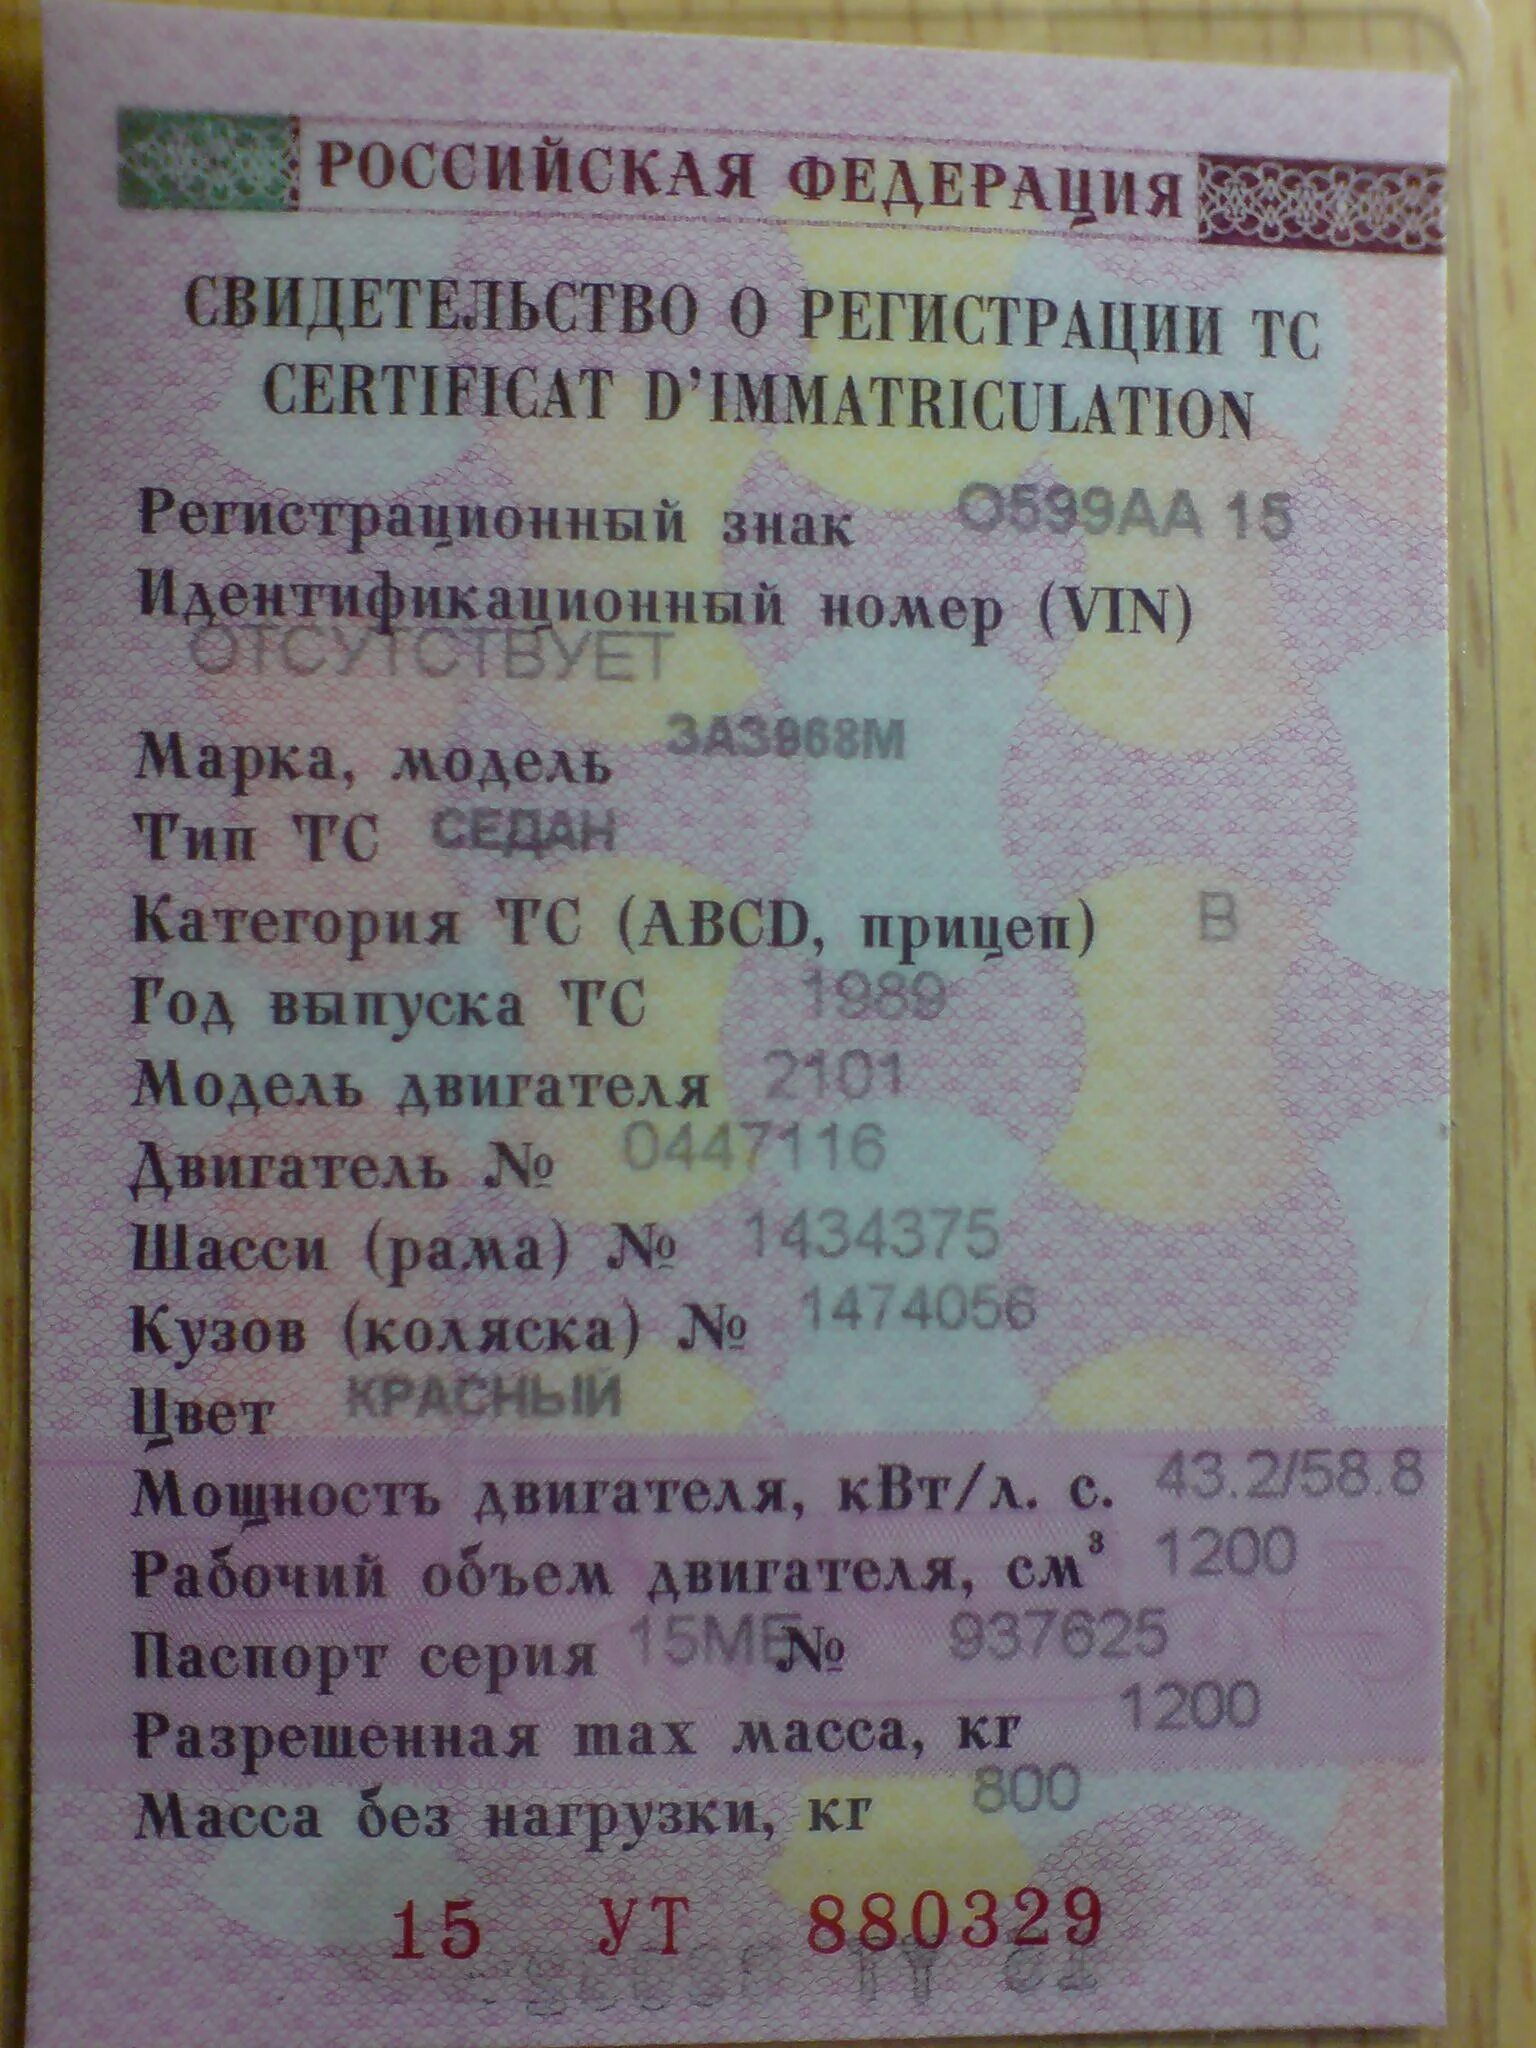 РОССИЙСКАЯ ФЕДЕРАЦИЯ
СВИДЕТЕЛЬСТВО О РЕГИСТРАЦИИ ТС
CERTIFICAT D'IMMATRICULATION
Регистрационный знак О599АА 15
Идентификационный номер (VIN)
ОТСУТСТВУЕТ
Марка, модель ЗАЗ968М
Тип ТС СЕДАН
Категория ТС (ABCD, прицеп) B
Год выпуска ТС 1989
Модель двигателя 2101
Двигатель № 0447116
Шасси (рама) № 1434375
Кузов (коляска) № 1474056
Цвет КРАСНЫЙ
Мощность двигателя, кВт/л. с. 43.2/58.8
Рабочий объем двигателя, см³ 1200
Паспорт серия 15МЕ № 937625
Разрешенная max масса, кг 1200
Масса без нагрузки, кг 800
15 УТ 880329